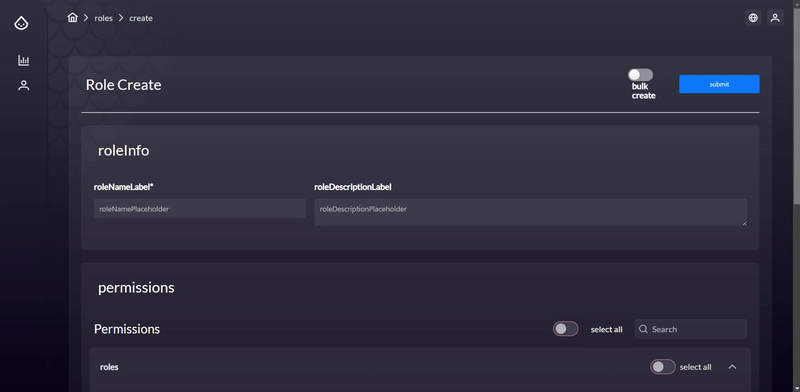 roles create
Role Create
bulk
create
submit
roleInfo
roleNameLabel*
roleDescriptionLabel
roleNamePlaceholder
roleDescriptionPlaceholder
permissions
Permissions
select all
Search
roles
select all